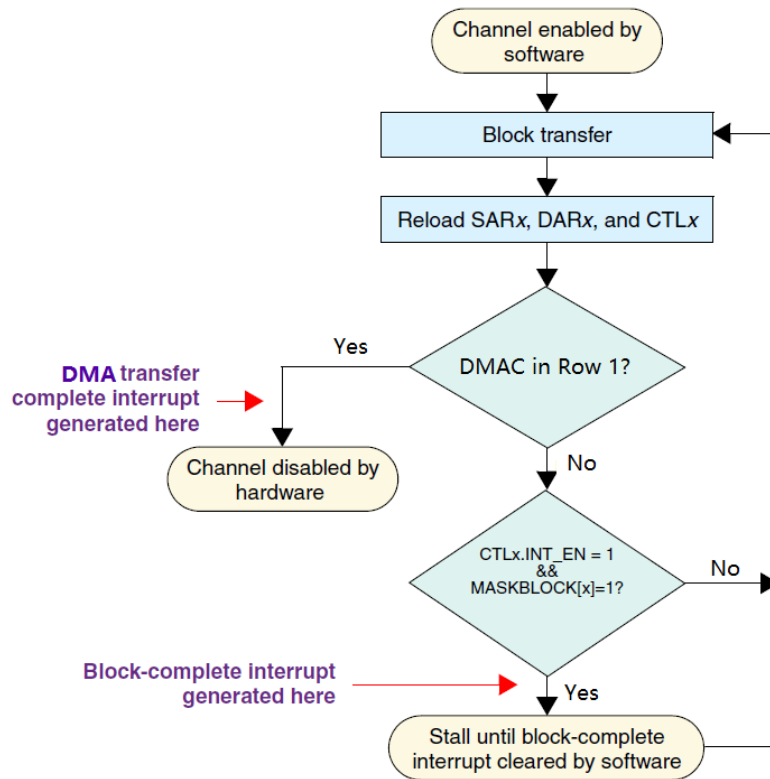 Channel enabled by
software
Block transfer
Reload SARx, DARx, and CTLx
Yes
DMAC in Row 1?
DMA transfer
complete interrupt
generated here
Channel disabled by
hardware
No
CTLx.INT_EN = 1
&&
MASKBLOCK[x]=1?
No
Block-complete interrupt
generated here
Yes
Stall until block-complete
interrupt cleared by software